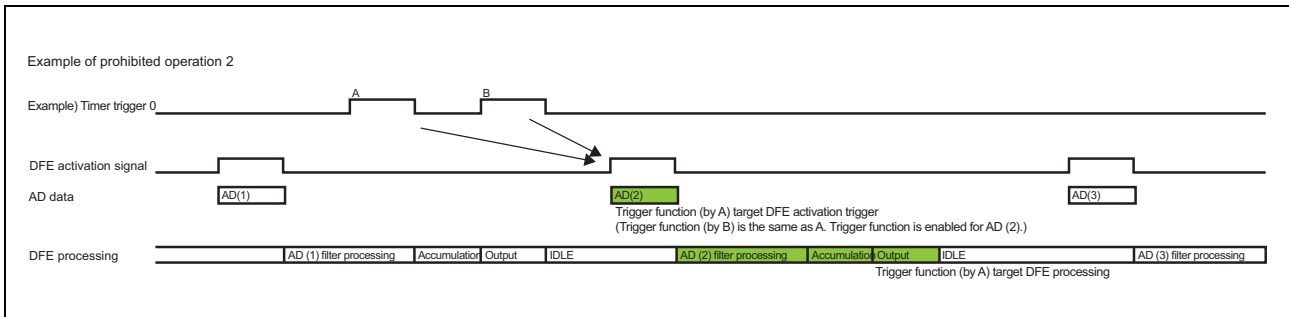 Example of prohibited operation 2
A B
Example) Timer trigger 0
DFE activation signal
AD data AD(1) AD(2) AD(3)
Trigger function (by A) target DFE activation trigger
(Trigger function (by B) is the same as A. Trigger function is enabled for AD (2).)
DFE processing AD (1) filter processing Accumulation Output IDLE AD (2) filter processing Accumulation Output IDLE AD (3) filter processing
Trigger function (by A) target DFE processing